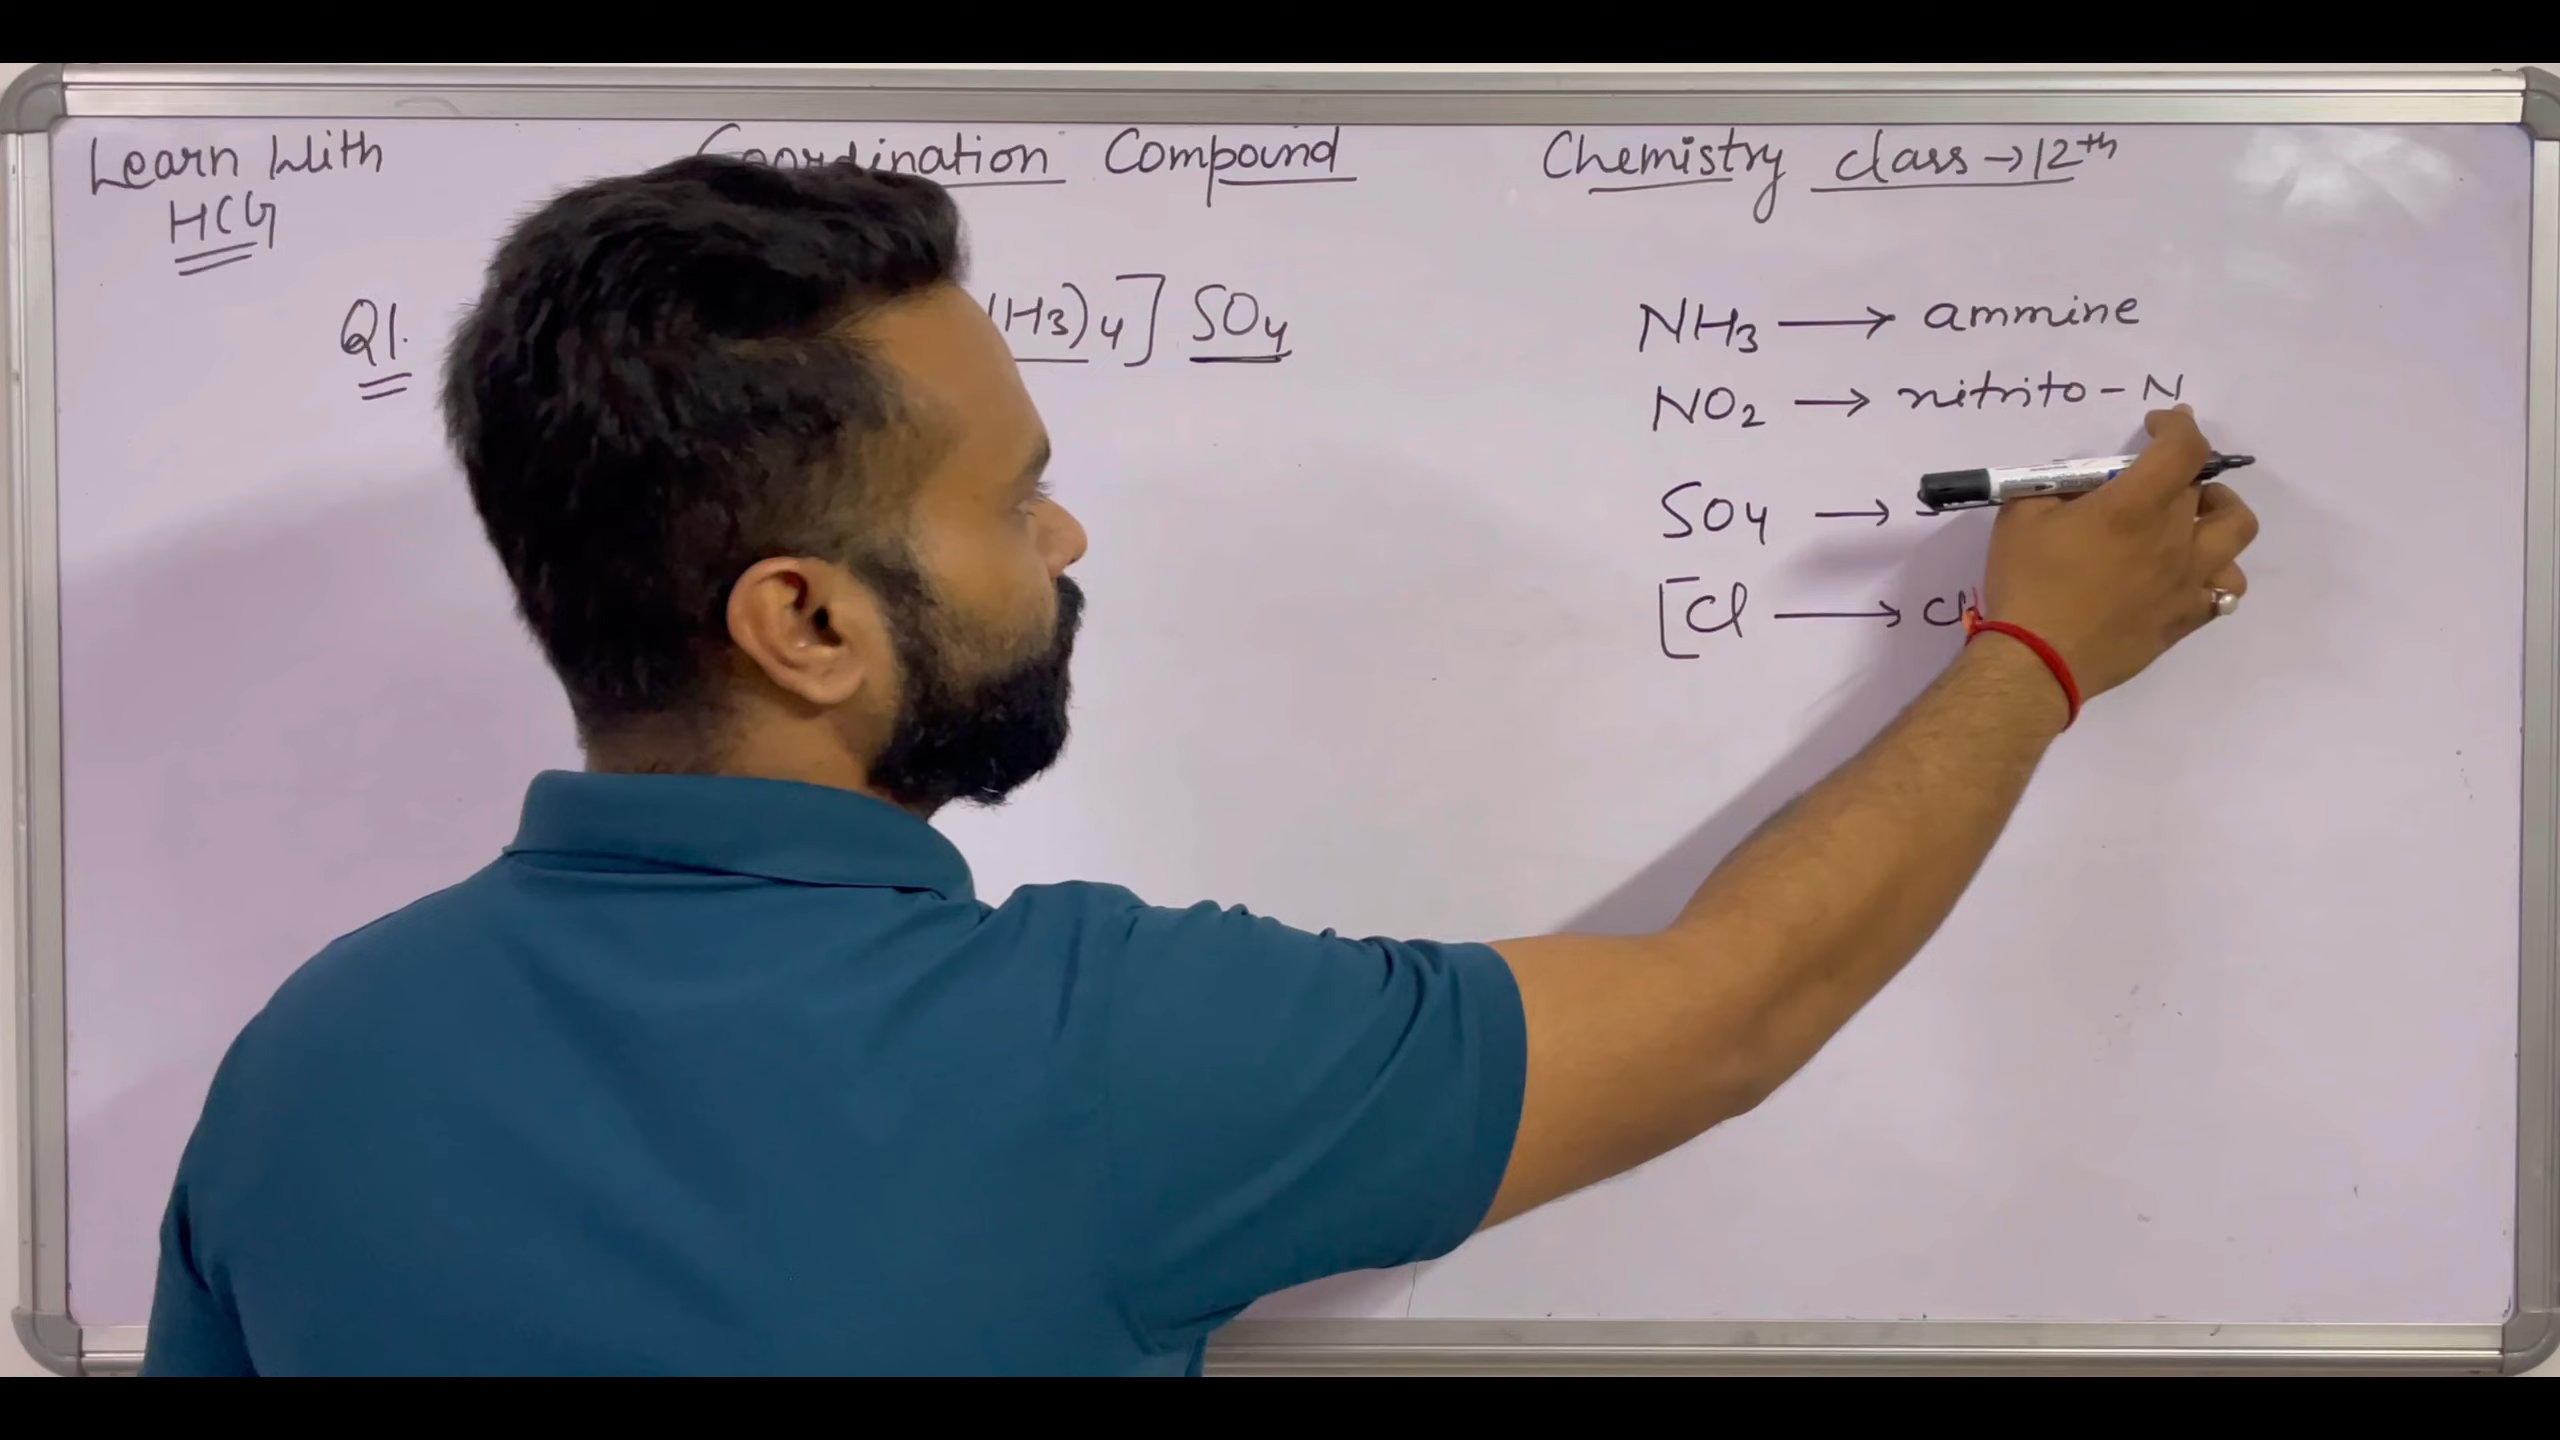 Learn With
HCG
Coordination Compound
Chemistry class → 12th
Q1.
H3)4] SO4
NH3 → ammine
NO2 → nitrito - N
SO4 →
[Cl →